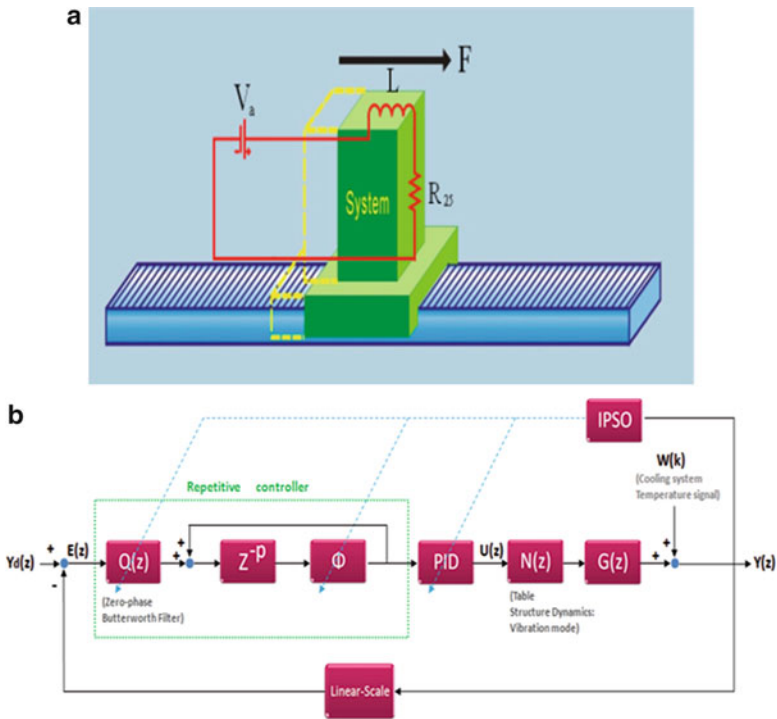 a
F
L
Va
R25
System
b
IPSO
W(k)
(Cooling system
Temperature signal)
Repetitive controller
Yd(z)
+
-
E(z)
Q(z)
+
+
Z^-p
Φ
PID
U(z)
N(z)
G(z)
+
+
Y(z)
(Zero-phase
Butterworth Filter)
(Table
Structure Dynamics:
Vibration mode)
Linear-Scale